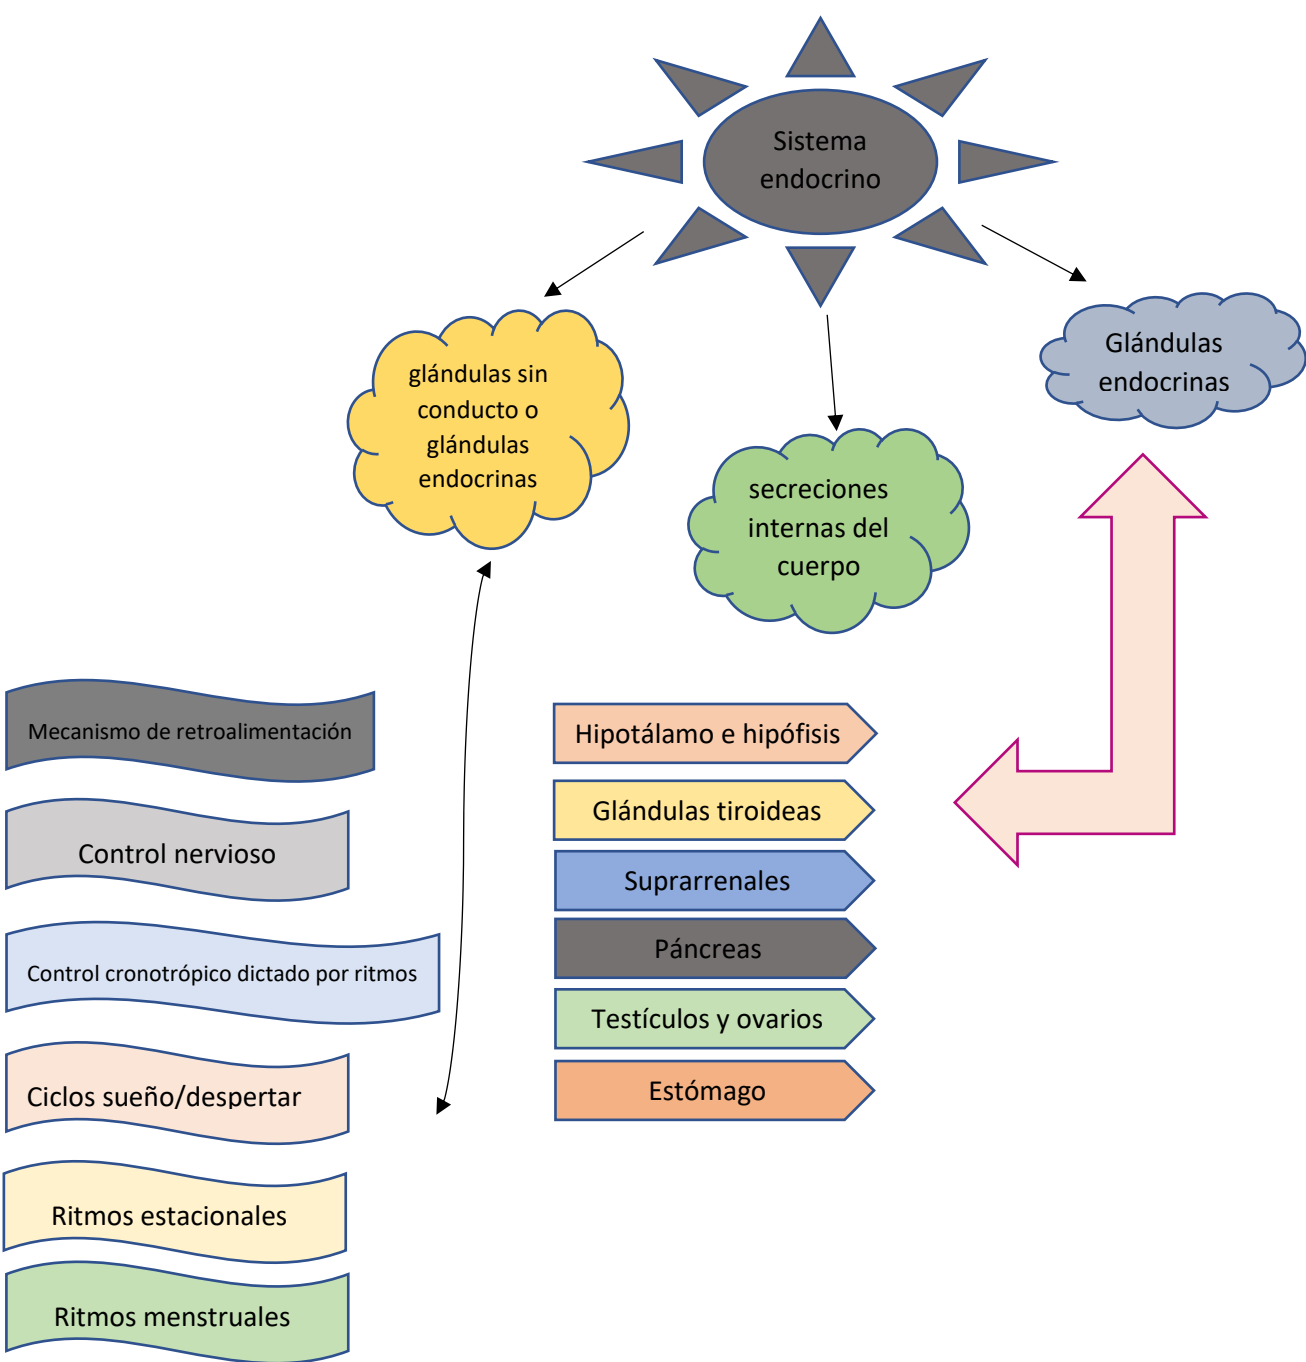 Sistema
endocrino
glándulas sin
conducto o
glándulas
endocrinas
secreciones
internas del
cuerpo
Glándulas
endocrinas
Mecanismo de retroalimentación
Control nervioso
Control cronotrópico dictado por ritmos
Ciclos sueño/despertar
Ritmos estacionales
Ritmos menstruales
Hipotálamo e hipófisis
Glándulas tiroideas
Suprarrenales
Páncreas
Testículos y ovarios
Estómago